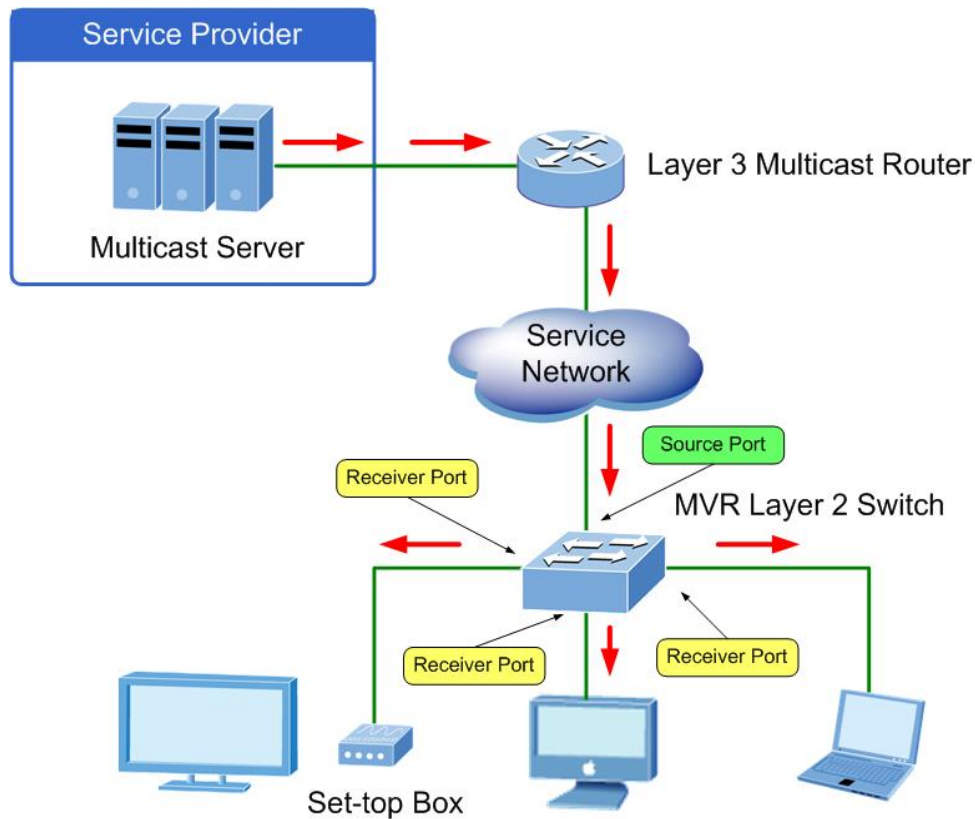 Service Provider
Multicast Server
Layer 3 Multicast Router
Service
Network
Source Port
Receiver Port
MVR Layer 2 Switch
Receiver Port
Receiver Port
Set-top Box